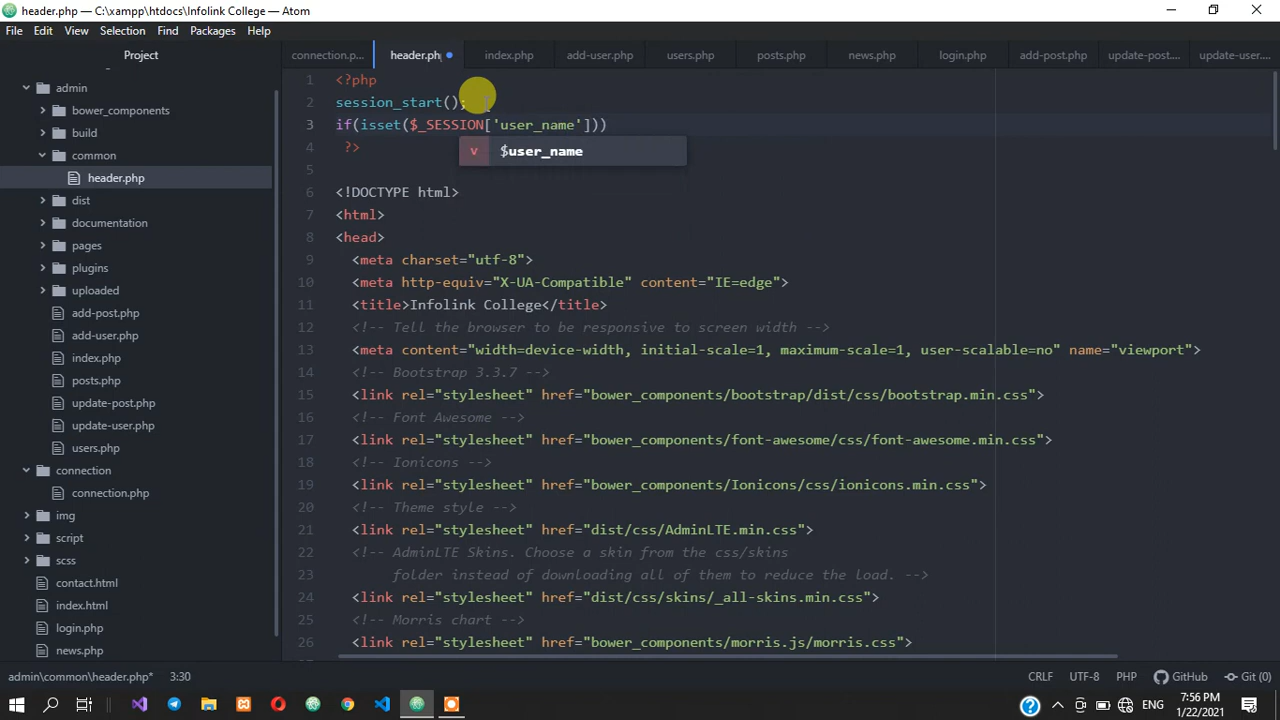 header.php — C:\xampp\htdocs\Infolink College — Atom
File Edit View Selection Find Packages Help
Project
connection.p... header.ph index.php add-user.php users.php posts.php news.php login.php add-post.php update-post.... update-user....
admin
bower_components
build
common
header.php
dist
documentation
pages
plugins
uploaded
add-post.php
add-user.php
index.php
posts.php
update-post.php
update-user.php
users.php
connection
connection.php
img
script
scss
contact.html
index.html
login.php
news.php
1 <?php
2 session_start();
3 if(isset($_SESSION['user_name']))
4 ?>
v $user_name
5
6 <!DOCTYPE html>
7 <html>
8 <head>
9 <meta charset="utf-8">
10 <meta http-equiv="X-UA-Compatible" content="IE=edge">
11 <title>Infolink College</title>
12 <!-- Tell the browser to be responsive to screen width -->
13 <meta content="width=device-width, initial-scale=1, maximum-scale=1, user-scalable=no" name="viewport">
14 <!-- Bootstrap 3.3.7 -->
15 <link rel="stylesheet" href="bower_components/bootstrap/dist/css/bootstrap.min.css">
16 <!-- Font Awesome -->
17 <link rel="stylesheet" href="bower_components/font-awesome/css/font-awesome.min.css">
18 <!-- Ionicons -->
19 <link rel="stylesheet" href="bower_components/Ionicons/css/ionicons.min.css">
20 <!-- Theme style -->
21 <link rel="stylesheet" href="dist/css/AdminLTE.min.css">
22 <!-- AdminLTE Skins. Choose a skin from the css/skins
23 folder instead of downloading all of them to reduce the load. -->
24 <link rel="stylesheet" href="dist/css/skins/_all-skins.min.css">
25 <!-- Morris chart -->
26 <link rel="stylesheet" href="bower_components/morris.js/morris.css">
admin\common\header.php* 3:30 CRLF UTF-8 PHP GitHub Git (0)
ENG 7:56 PM
1/22/2021